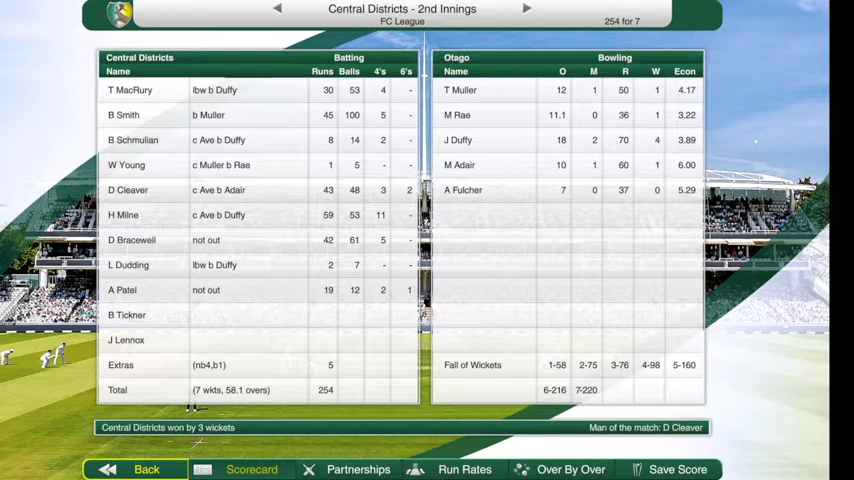 Central Districts - 2nd Innings
FC League
254 for 7
Central Districts Batting
Name Runs Balls 4's 6's
T MacRury lbw b Duffy 30 53 4 -
B Smith b Muller 45 100 5 -
B Schmulian c Ave b Duffy 8 14 2 -
W Young c Muller b Rae 1 5 - -
D Cleaver c Ave b Adair 43 48 3 2
H Milne c Ave b Duffy 59 53 11 -
D Bracewell not out 42 61 5 -
L Dudding lbw b Duffy 2 7 - -
A Patel not out 19 12 2 1
B Tickner
J Lennox
Extras (nb4,b1) 5
Total (7 wkts, 58.1 overs) 254
Otago Bowling
Name O M R W Econ
T Muller 12 1 50 1 4.17
M Rae 11.1 0 36 1 3.22
J Duffy 18 2 70 4 3.89
M Adair 10 1 60 1 6.00
A Fulcher 7 0 37 0 5.29
Fall of Wickets 1-58 2-75 3-76 4-98 5-160
6-216 7-220
Central Districts won by 3 wickets Man of the match: D Cleaver
Back Scorecard Partnerships Run Rates Over By Over Save Score